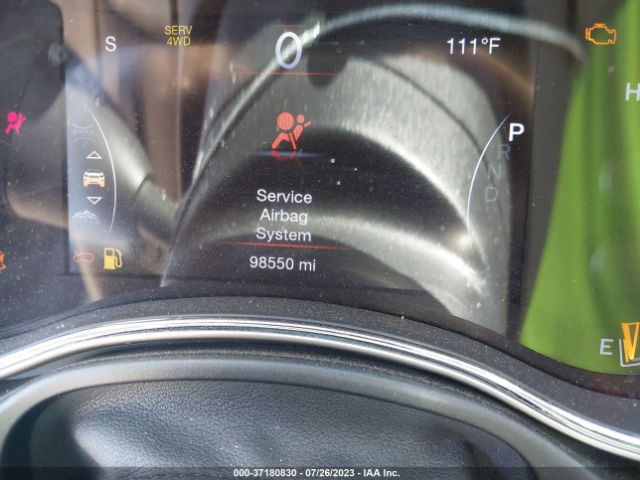 S
SERV
4WD
0
111°F
H
P
R
N
D
Service
Airbag
System
98550 mi
E
000-37180830 - 07/26/2023 - IAA Inc.